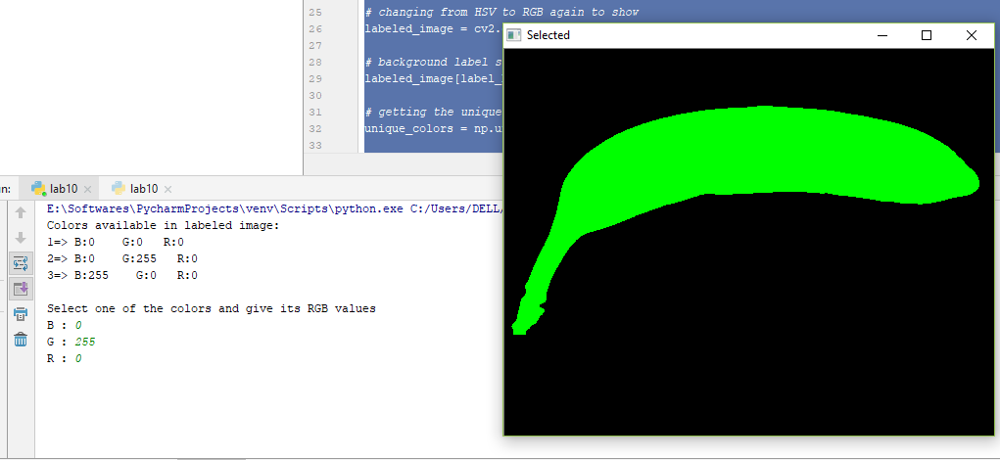 25 # changing from HSV to RGB again to show
26 labeled_image = cv2.
27
28 # background label s
29 labeled_image[label_
30
31 # getting the unique
32 unique_colors = np.u
33
Selected
n: lab10 × lab10 ×
E:\Softwares\PycharmProjects\venv\Scripts\python.exe C:/Users/DELL/
Colors available in labeled image:
1=> B:0 G:0 R:0
2=> B:0 G:255 R:0
3=> B:255 G:0 R:0
Select one of the colors and give its RGB values
B : 0
G : 255
R : 0